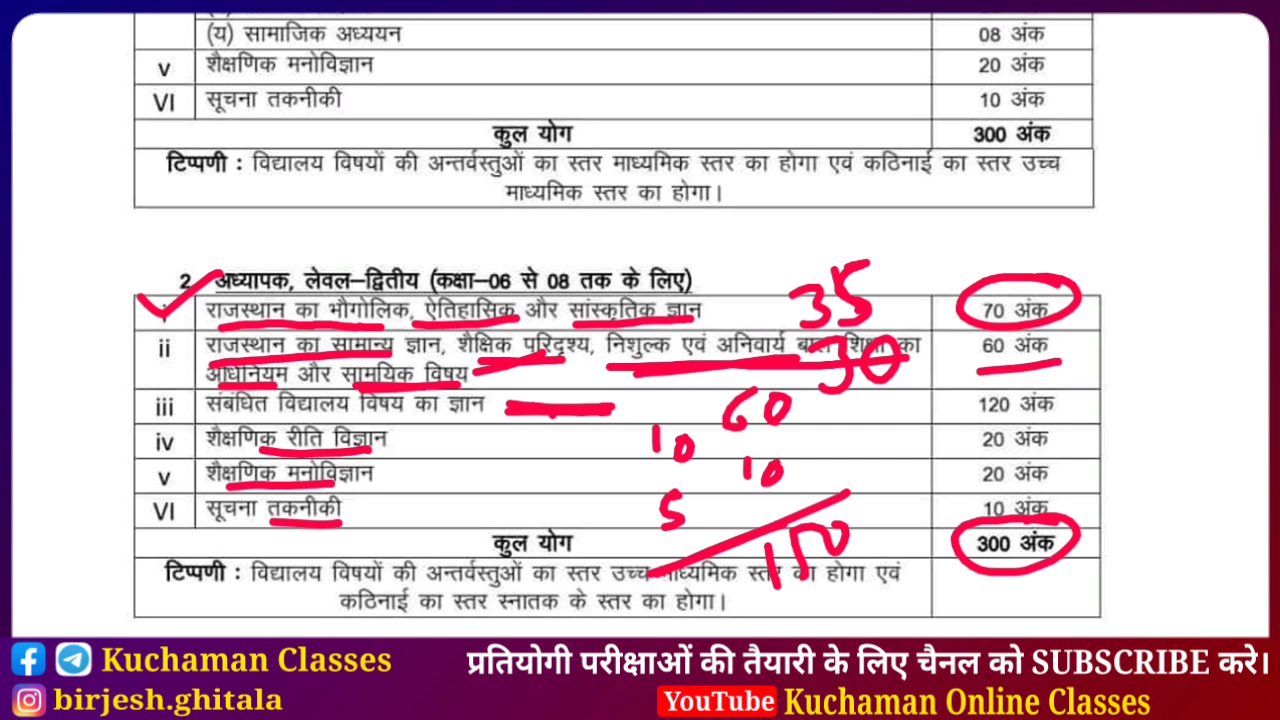 (य) सामाजिक अध्ययन 08 अंक
v शैक्षणिक मनोविज्ञान 20 अंक
VI सूचना तकनीकी 10 अंक
कुल योग 300 अंक
टिप्पणी : विद्यालय विषयों की अन्तर्वस्तुओं का स्तर माध्यमिक स्तर का होगा एवं कठिनाई का स्तर उच्च
माध्यमिक स्तर का होगा।
2. अध्यापक, लेवल–द्वितीय (कक्षा–06 से 08 तक के लिए)
i राजस्थान का भौगोलिक, ऐतिहासिक और सांस्कृतिक ज्ञान 35 70 अंक
ii राजस्थान का सामान्य ज्ञान, शैक्षिक परिदृश्य, निशुल्क एवं अनिवार्य बाल शिक्षा का 60 अंक
अधिनियम और सामयिक विषय 30
iii संबंधित विद्यालय विषय का ज्ञान 60 120 अंक
iv शैक्षणिक रीति विज्ञान 10 20 अंक
v शैक्षणिक मनोविज्ञान 10 20 अंक
VI सूचना तकनीकी 5 10 अंक
कुल योग 150 300 अंक
टिप्पणी : विद्यालय विषयों की अन्तर्वस्तुओं का स्तर उच्च माध्यमिक स्तर का होगा एवं
कठिनाई का स्तर स्नातक के स्तर का होगा।
Kuchaman Classes प्रतियोगी परीक्षाओं की तैयारी के लिए चैनल को SUBSCRIBE करे।
birjesh.ghitala YouTube Kuchaman Online Classes